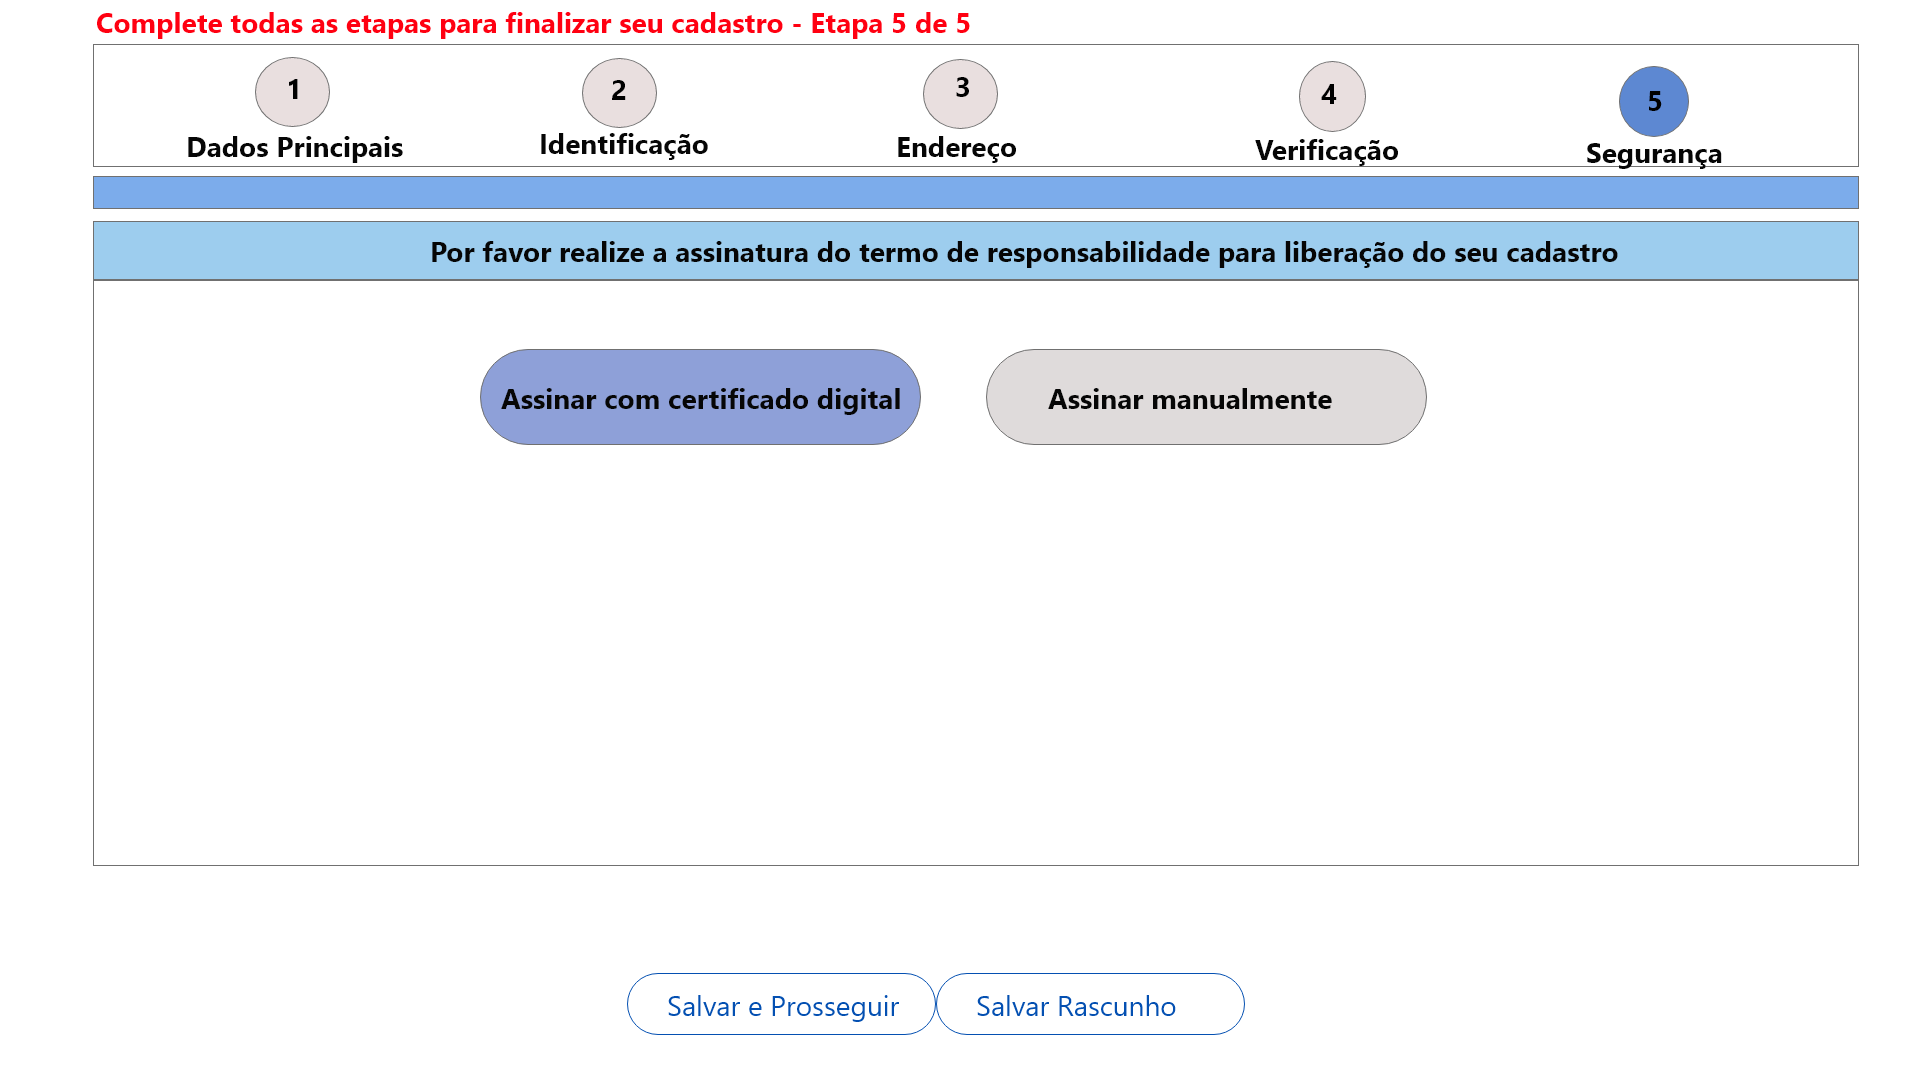 Complete todas as etapas para finalizar seu cadastro - Etapa 5 de 5
1 2 3 4 5
Dados Principais Identificação Endereço Verificação Segurança
Por favor realize a assinatura do termo de responsabilidade para liberação do seu cadastro
Assinar com certificado digital Assinar manualmente
Salvar e Prosseguir Salvar Rascunho